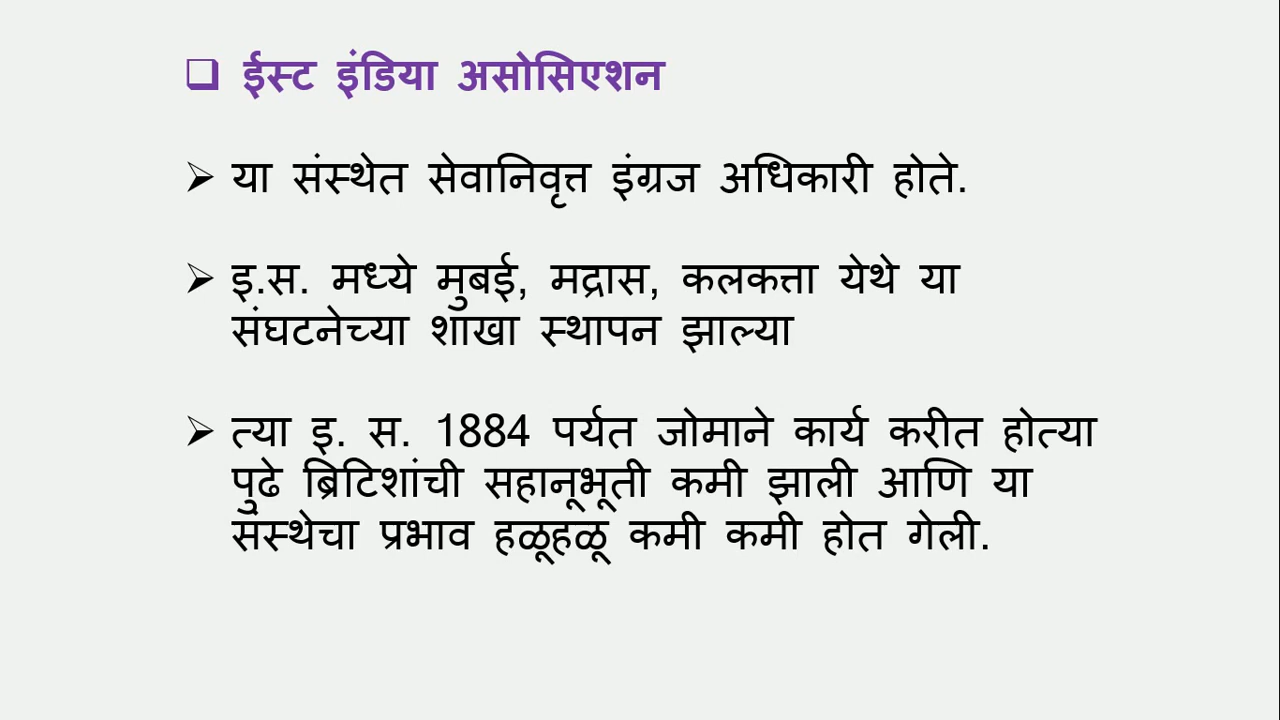 ईस्ट इंडिया असोसिएशन
या संस्थेत सेवानिवृत्त इंग्रज अधिकारी होते.
इ.स. मध्ये मुबई, मद्रास, कलकत्ता येथे या
संघटनेच्या शाखा स्थापन झाल्या
त्या इ. स. 1884 पर्यत जोमाने कार्य करीत होत्या
पुढे ब्रिटिशांची सहानूभूती कमी झाली आणि या
संस्थेचा प्रभाव हळूहळू कमी कमी होत गेली.